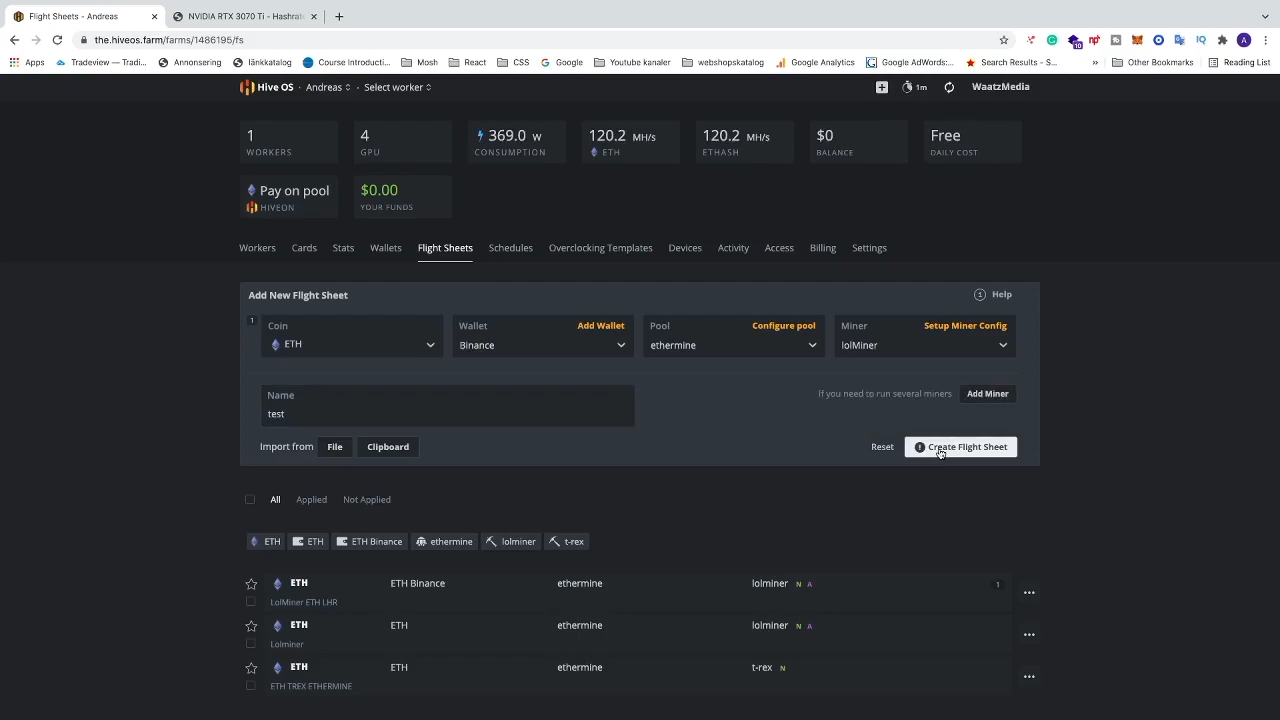 Flight Sheets - Andreas
NVIDIA RTX 3070 Ti - Hashrat
the.hiveos.farm/farms/1486195/fs
10
A
Apps
Tradeview — Tradi...
Annonsering
länkkatalog
Course Introducti...
Mosh
React
CSS
Google
Youtube kanaler
webshopskatalog
Google Analytics
Google AdWords:...
Search Results - S...
»
Other Bookmarks
Reading List
Hive OS · Andreas · Select worker
1m
WaatzMedia
1
WORKERS
4
GPU
369.0 W
CONSUMPTION
120.2 MH/s
ETH
120.2 MH/s
ETHASH
$0
BALANCE
Free
DAILY COST
Pay on pool
HIVEON
$0.00
YOUR FUNDS
Workers
Cards
Stats
Wallets
Flight Sheets
Schedules
Overclocking Templates
Devices
Activity
Access
Billing
Settings
Add New Flight Sheet
Help
1
Coin
ETH
Wallet
Add Wallet
Binance
Pool
Configure pool
ethermine
Miner
Setup Miner Config
lolMiner
Name
test
If you need to run several miners
Add Miner
Import from
File
Clipboard
Reset
Create Flight Sheet
All
Applied
Not Applied
ETH
ETH
ETH Binance
ethermine
lolminer
t-rex
ETH
ETH Binance
ethermine
lolminer N A
1
LolMiner ETH LHR
ETH
ETH
ethermine
lolminer N A
Lolminer
ETH
ETH
ethermine
t-rex N
ETH TREX ETHERMINE